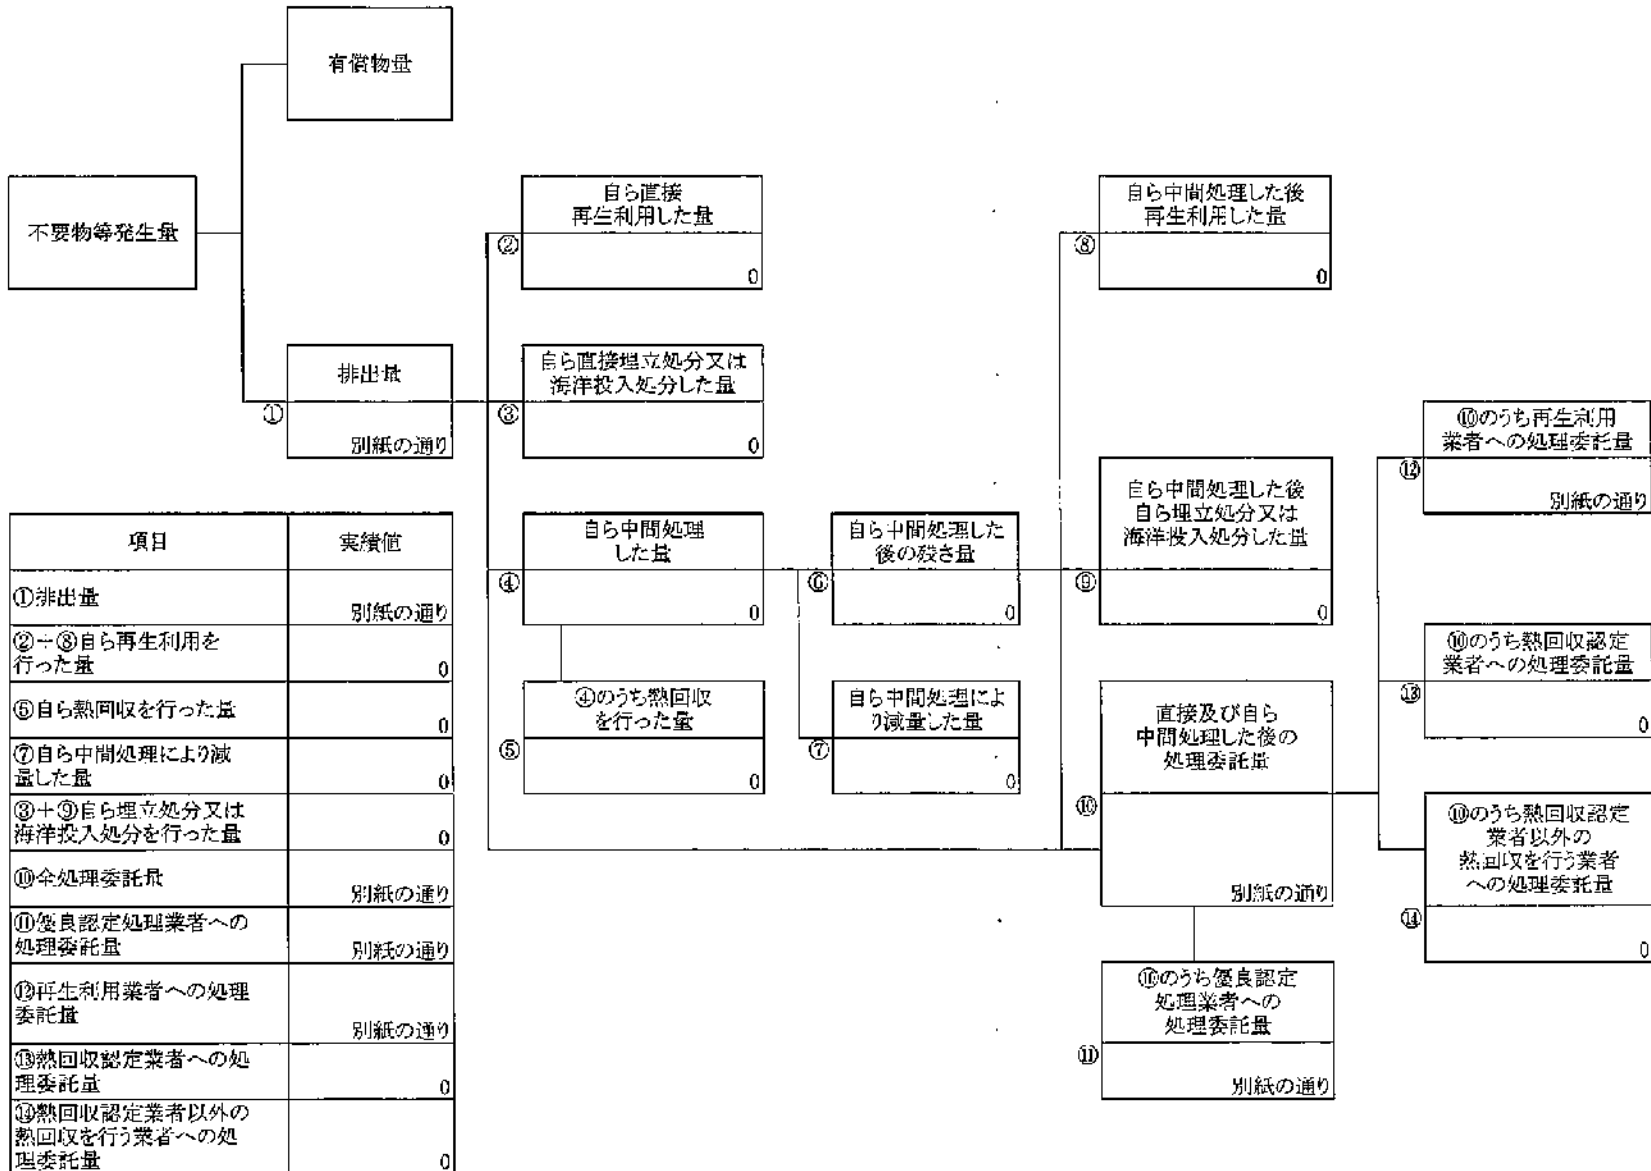 有償物量
不要物等発生量
自ら直接
再生利用した量
②
0
自ら中間処理した後
再生利用した量
⑧
0
排出量
①
別紙の通り
自ら直接埋立処分又は
海洋投入処分した量
③
0
⑩のうち再生利用
業者への処理委託量
⑫
別紙の通り
自ら中間処理
した量
④
0
自ら中間処理した
後の残さ量
⑥
0
自ら中間処理した後
自ら埋立処分又は
海洋投入処分した量
⑨
0
⑩のうち熱回収認定
業者への処理委託量
⑬
0
④のうち熱回収
を行った量
⑤
0
自ら中間処理によ
り減量した量
⑦
0
直接及び自ら
中間処理した後の
処理委託量
⑩
別紙の通り
⑩のうち熱回収認定
業者以外の
熱回収を行う業者
への処理委託量
⑭
0
⑩のうち優良認定
処理業者への
処理委託量
⑪
別紙の通り
項目 実績値
①排出量
別紙の通り
②+⑧自ら再生利用を
行った量 0
⑤自ら熱回収を行った量
0
⑦自ら中間処理により減
量した量 0
③+⑨自ら埋立処分又は
海洋投入処分を行った量 0
⑩全処理委託量
別紙の通り
⑪優良認定処理業者への
処理委託量 別紙の通り
⑫再生利用業者への処理
委託量
別紙の通り
⑬熱回収認定業者への処
理委託量 0
⑭熱回収認定業者以外の
熱回収を行う業者への処
理委託量 0